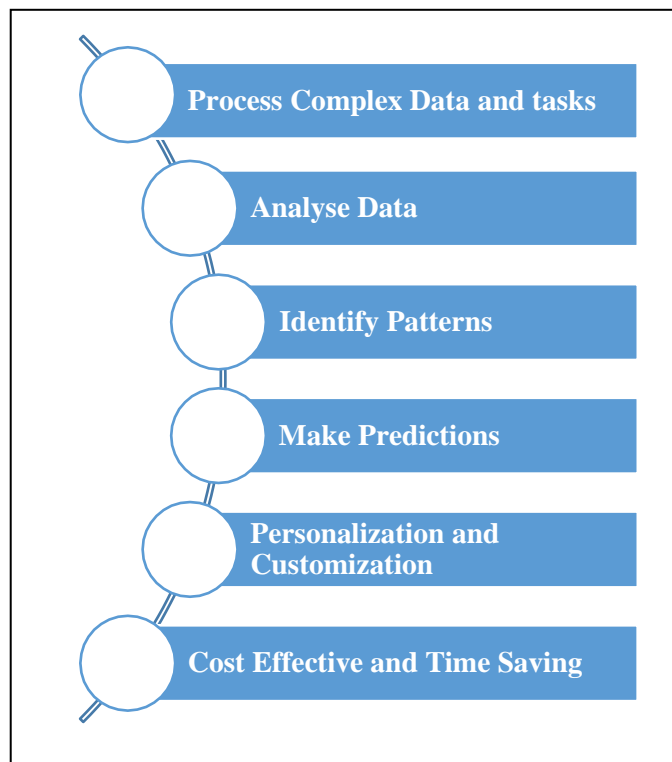 Process Complex Data and tasks
Analyse Data
Identify Patterns
Make Predictions
Personalization and
Customization
Cost Effective and Time Saving